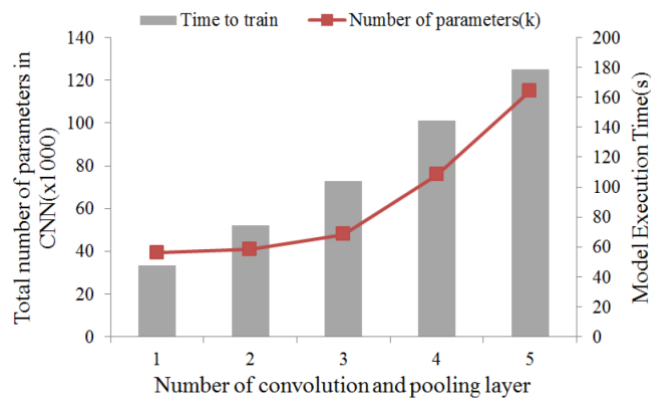 Time to train
Number of parameters(k)
Total number of parameters in
CNN(x1000)
140
120
100
80
60
40
20
0
200
180
160
140
120
100
80
60
40
20
0
Model Execution Time(s)
1 2 3 4 5
Number of convolution and pooling layer